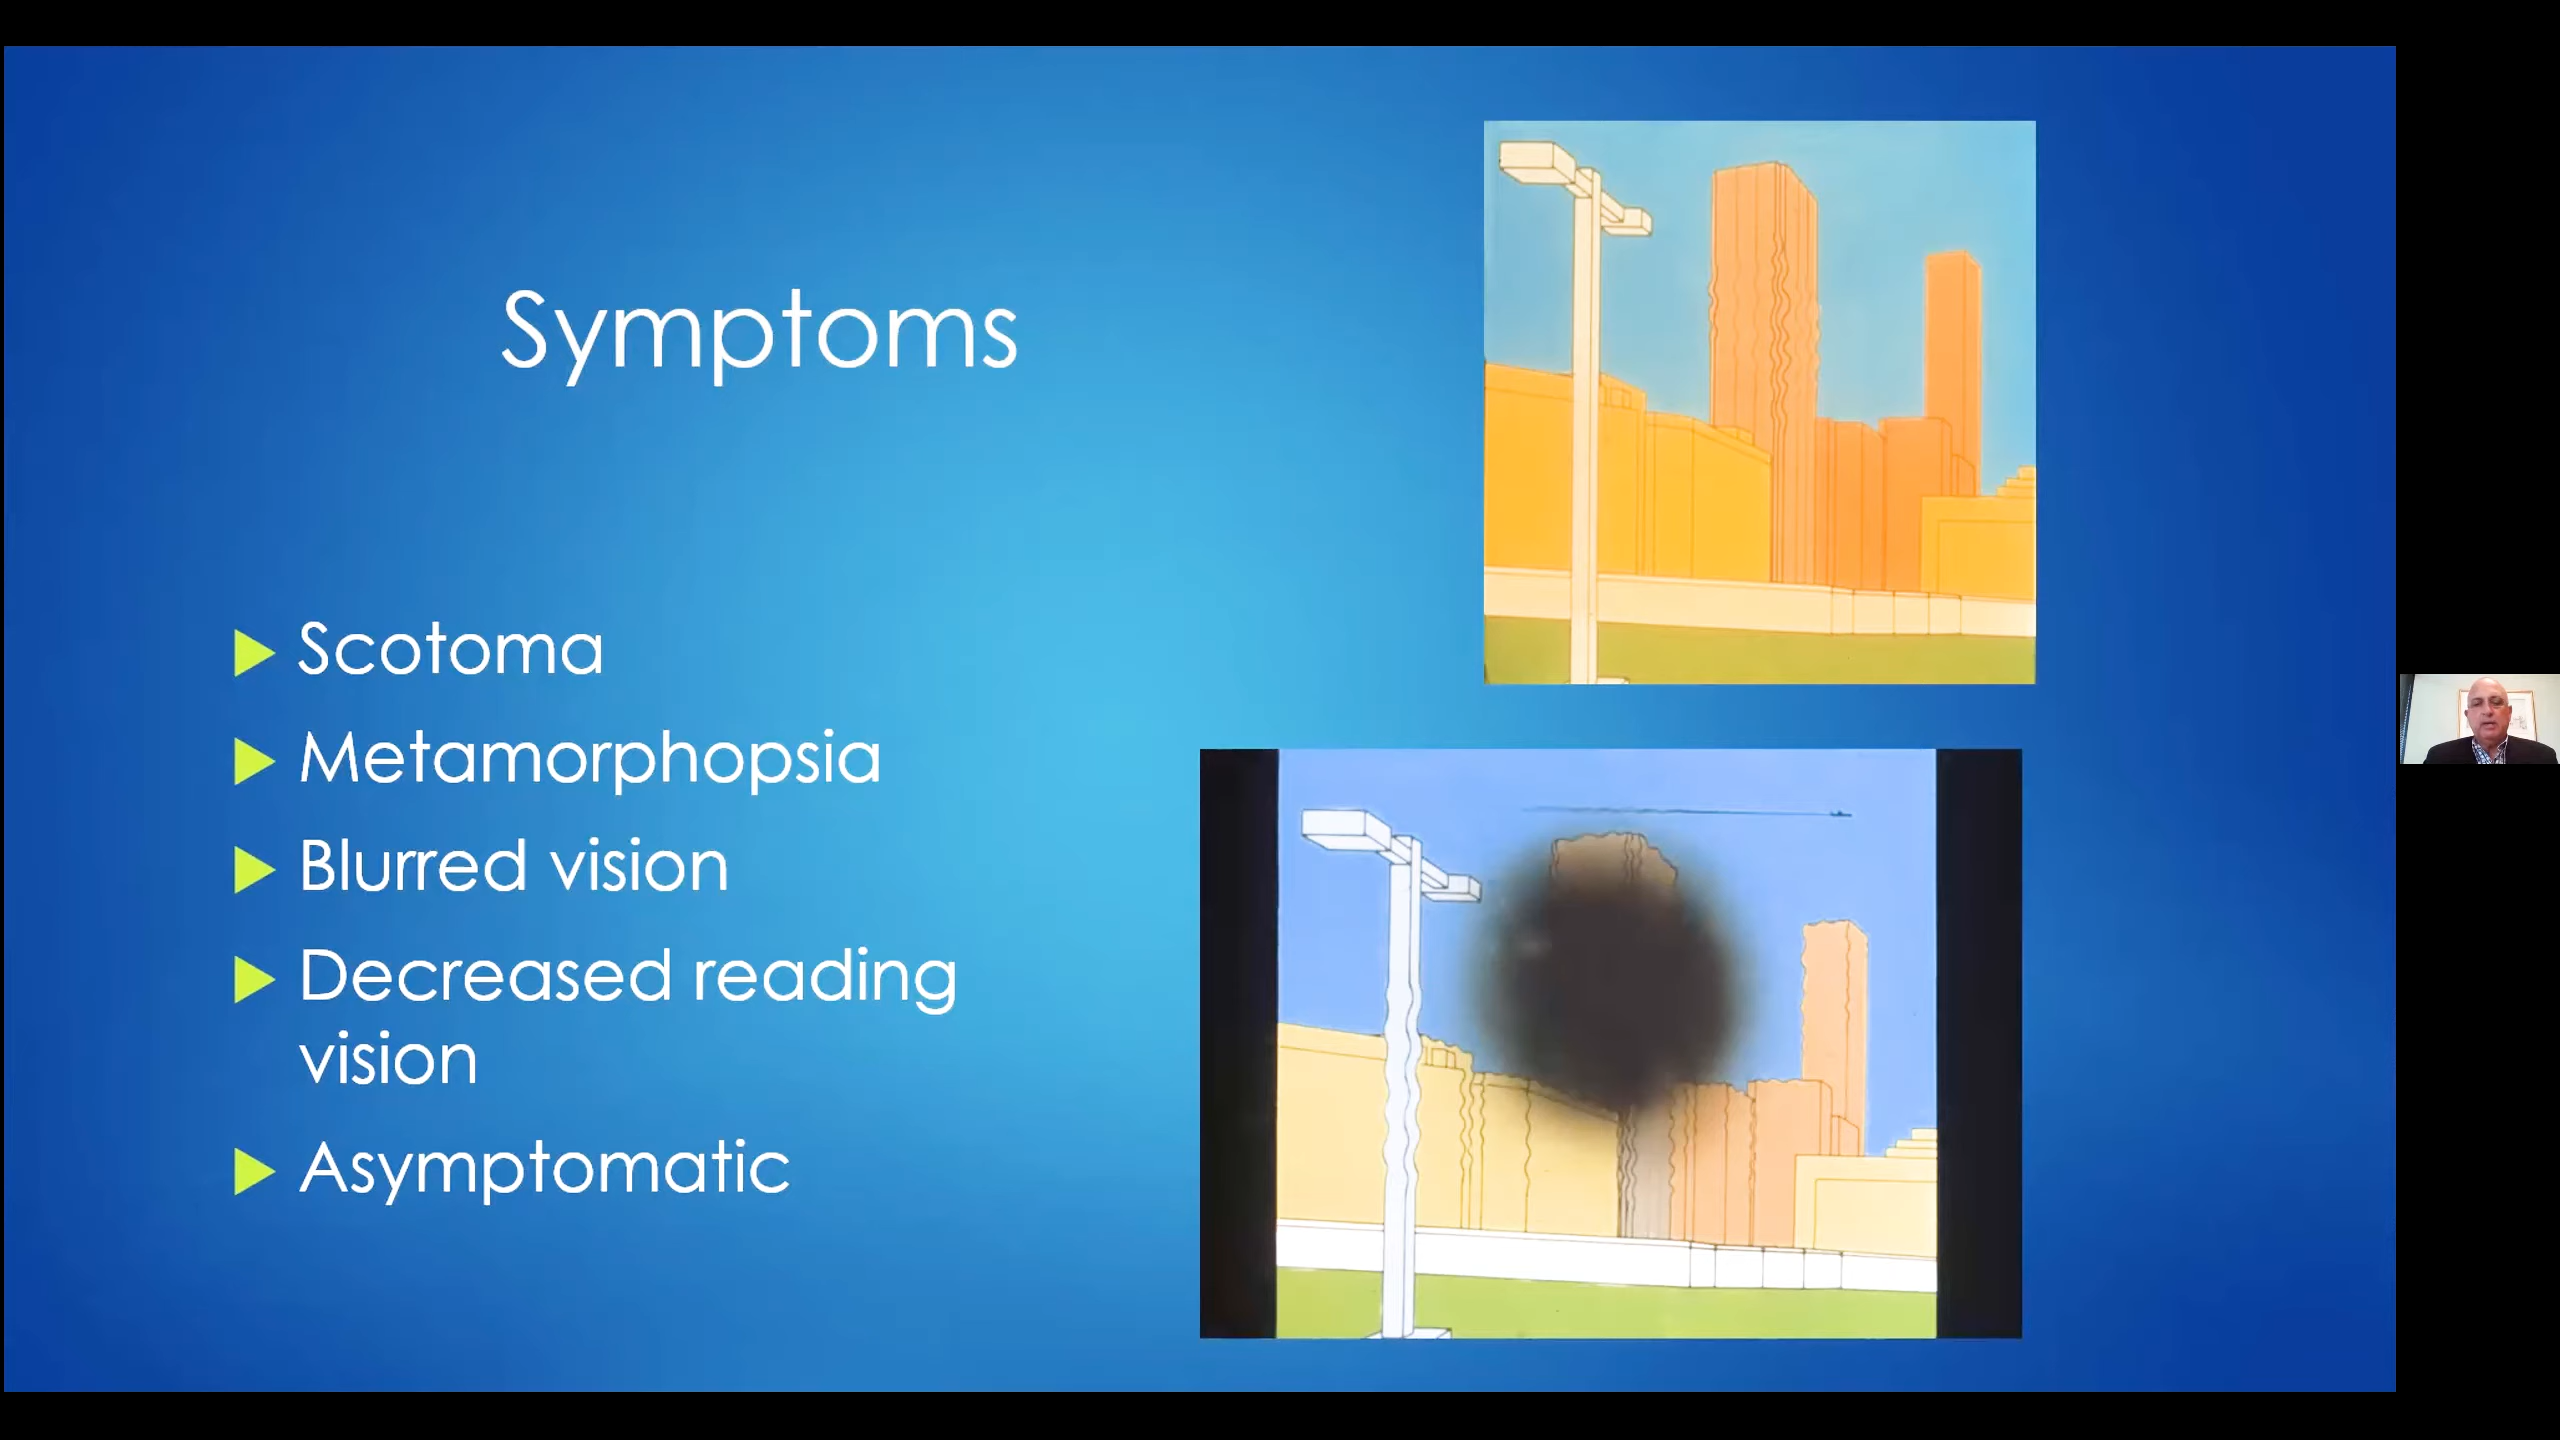 Symptoms
Scotoma
Metamorphopsia
Blurred vision
Decreased reading
vision
Asymptomatic